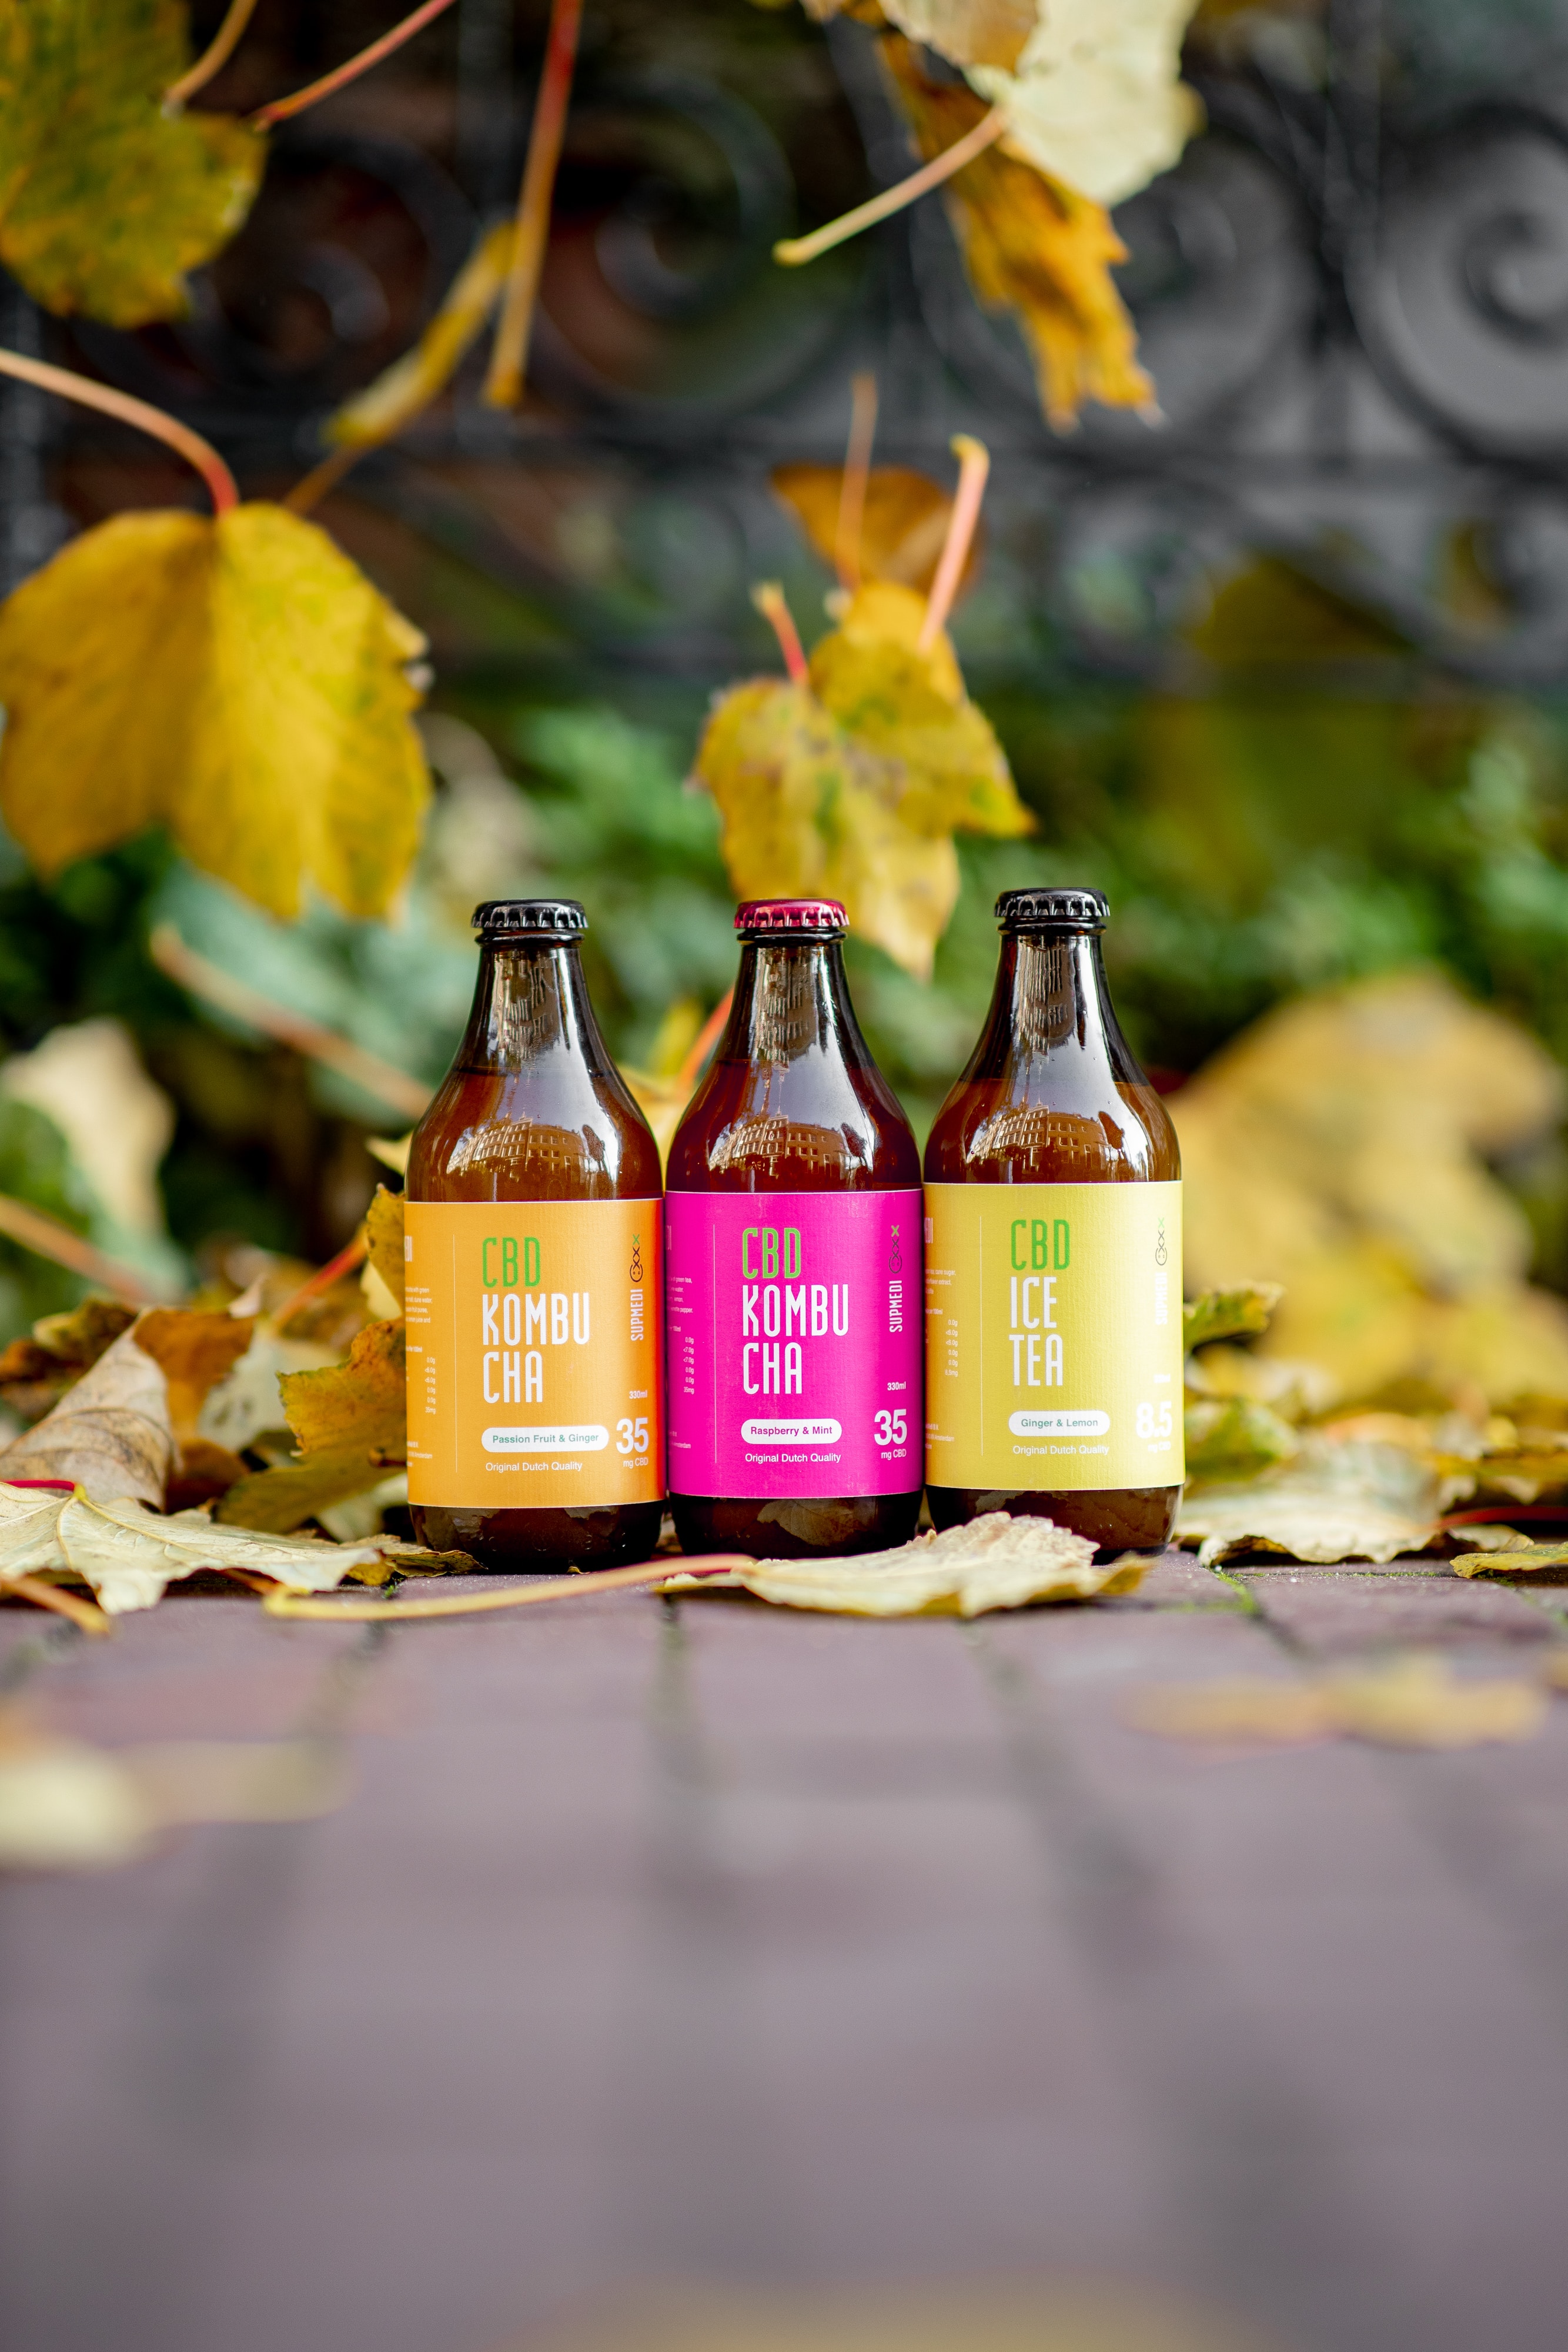 CBD
KOMBU
CHA
Passion Fruit & Ginger
Original Dutch Quality
SUPMEDI
330ml
35
mg CBD
CBD
KOMBU
CHA
Raspberry & Mint
Original Dutch Quality
SUPMEDI
330ml
35
mg CBD
CBD
ICE
TEA
Ginger & Lemon
Original Dutch Quality
SUPMEDI
8.5
mg CBD